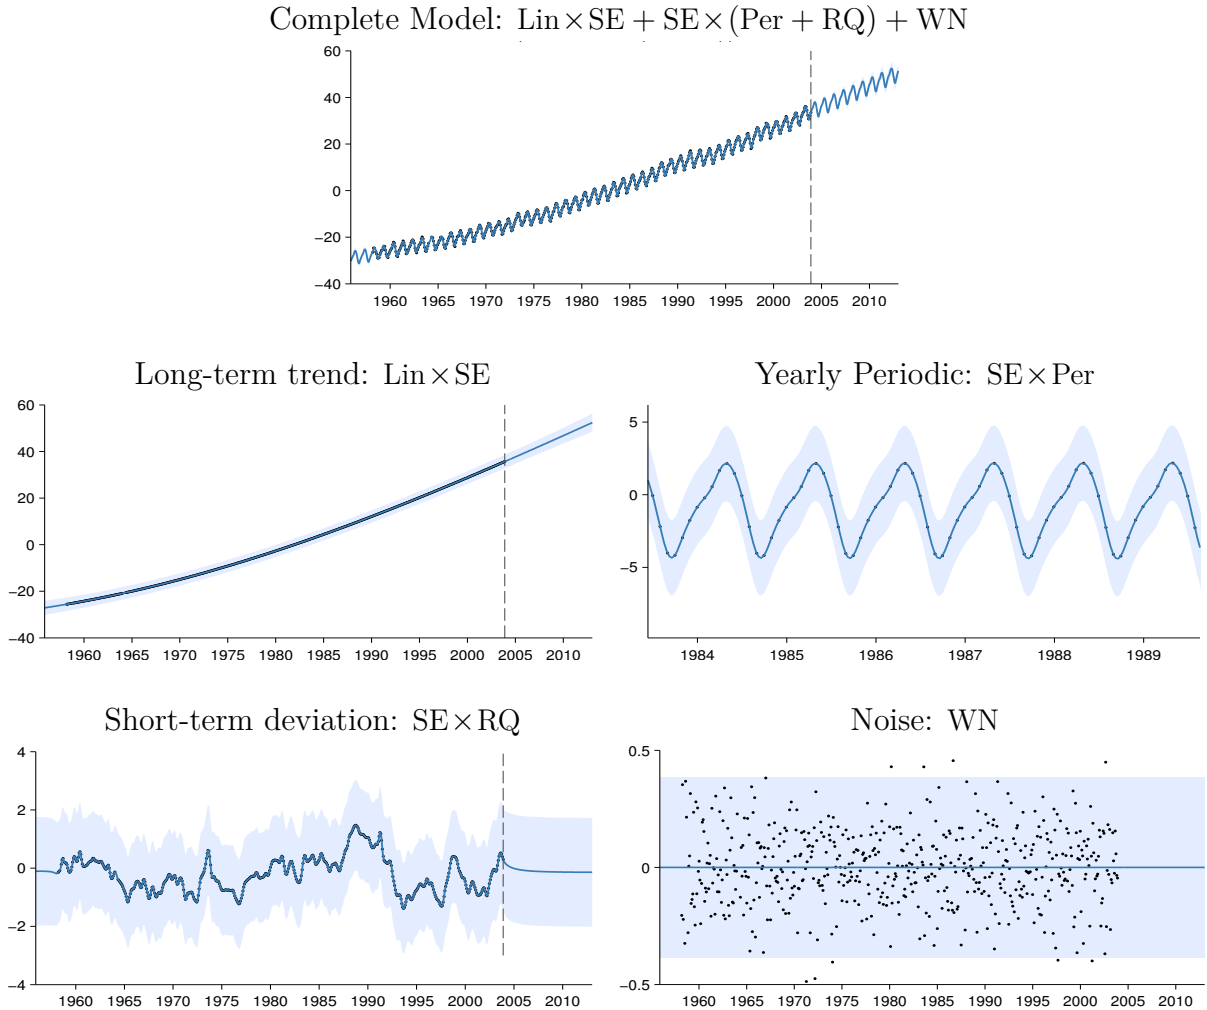 Complete Model: Lin×SE + SE×(Per + RQ) + WN
60
40
20
0
−20
−40
1960 1965 1970 1975 1980 1985 1990 1995 2000 2005 2010
Long-term trend: Lin×SE
60
40
20
0
−20
−40
1960 1965 1970 1975 1980 1985 1990 1995 2000 2005 2010
Yearly Periodic: SE×Per
5
0
−5
1984 1985 1986 1987 1988 1989
Short-term deviation: SE×RQ
4
2
0
−2
−4
1960 1965 1970 1975 1980 1985 1990 1995 2000 2005 2010
Noise: WN
0.5
0
−0.5
1960 1965 1970 1975 1980 1985 1990 1995 2000 2005 2010